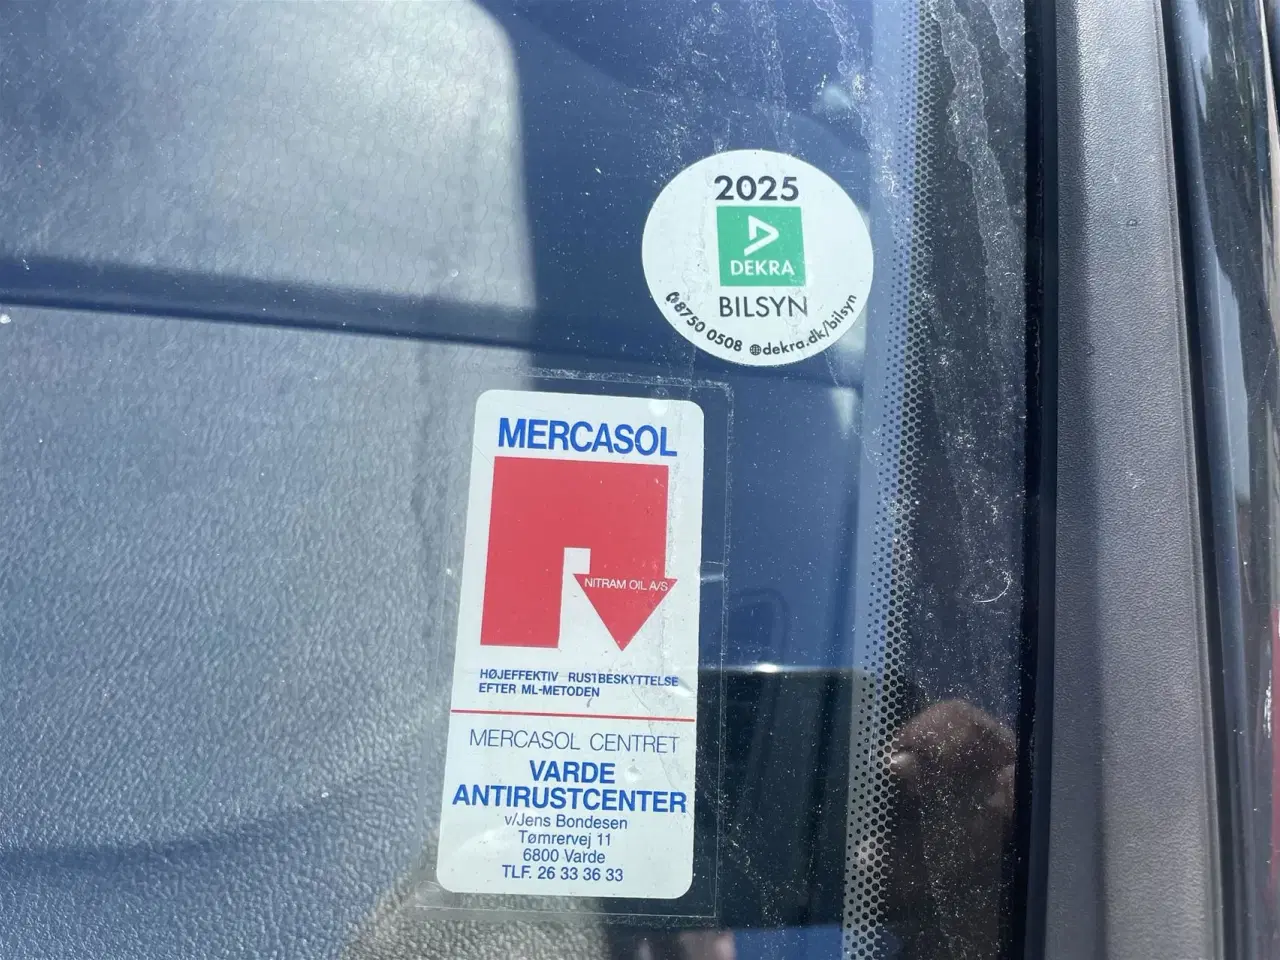 2025
DEKRA
BILSYN
8750 0508 dekra.dk/bilsyn
MERCASOL
NITRAM OIL A/S
HØJEFFEKTIV RUSTBESKYTTELSE
EFTER ML-METODEN
MERCASOL CENTRET
VARDE
ANTIRUSTCENTER
v/Jens Bondesen
Tømrervej 11
6800 Varde
TLF. 26 33 36 33